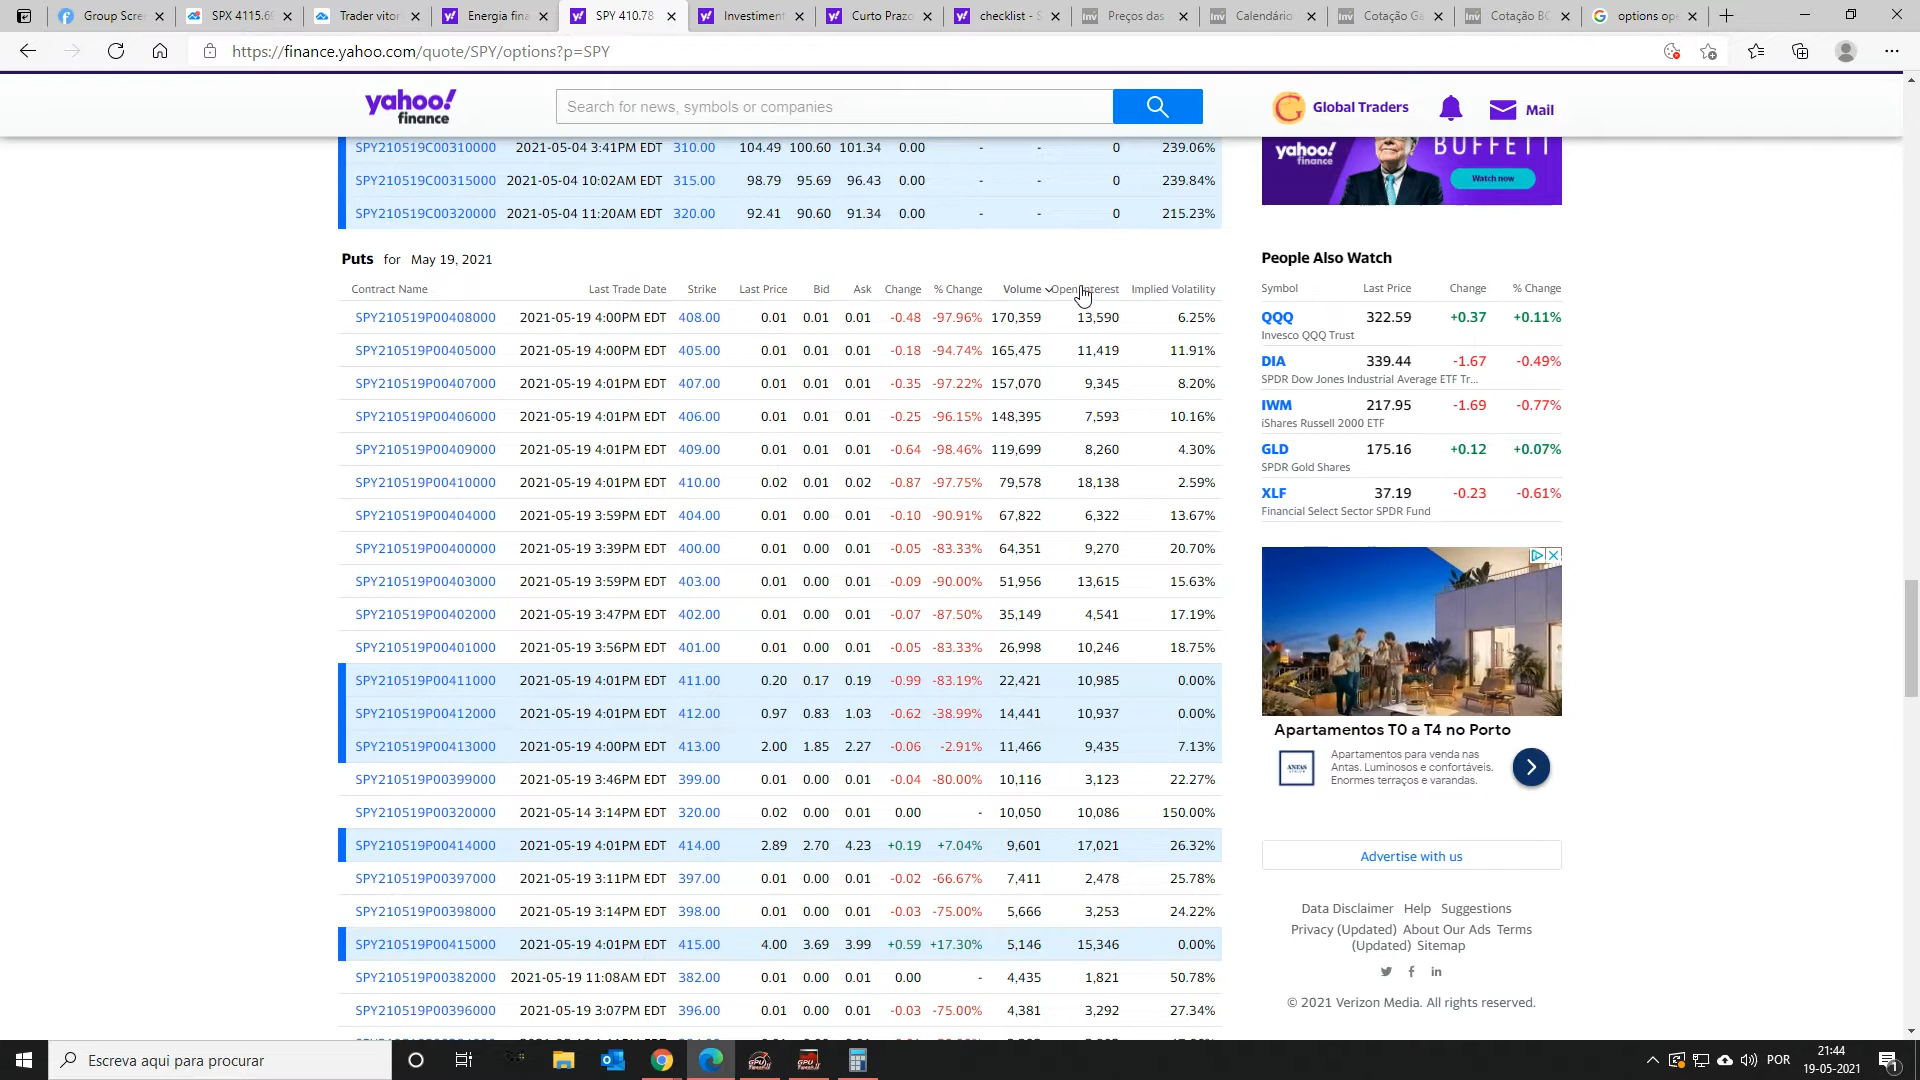 Group Scre
SPX 4115.6
Trader vitor
Energia fina
SPY 410.78
Investimen
Curto Prazo
checklist - S
Preços das
Calendário
Cotação Ga
Cotação BC
options ope
https://finance.yahoo.com/quote/SPY/options?p=SPY
yahoo! finance
Search for news, symbols or companies
Global Traders
Mail
SPY210519C00310000 2021-05-04 3:41PM EDT 310.00 104.49 100.60 101.34 0.00 - - 0 239.06%
SPY210519C00315000 2021-05-04 10:02AM EDT 315.00 98.79 95.69 96.43 0.00 - - 0 239.84%
SPY210519C00320000 2021-05-04 11:20AM EDT 320.00 92.41 90.60 91.34 0.00 - - 0 215.23%
Puts for May 19, 2021
Contract Name Last Trade Date Strike Last Price Bid Ask Change % Change Volume Open Interest Implied Volatility
SPY210519P00408000 2021-05-19 4:00PM EDT 408.00 0.01 0.01 0.01 -0.48 -97.96% 170,359 13,590 6.25%
SPY210519P00405000 2021-05-19 4:00PM EDT 405.00 0.01 0.01 0.01 -0.18 -94.74% 165,475 11,419 11.91%
SPY210519P00407000 2021-05-19 4:01PM EDT 407.00 0.01 0.01 0.01 -0.35 -97.22% 157,070 9,345 8.20%
SPY210519P00406000 2021-05-19 4:01PM EDT 406.00 0.01 0.01 0.01 -0.25 -96.15% 148,395 7,593 10.16%
SPY210519P00409000 2021-05-19 4:01PM EDT 409.00 0.01 0.01 0.01 -0.64 -98.46% 119,699 8,260 4.30%
SPY210519P00410000 2021-05-19 4:01PM EDT 410.00 0.02 0.01 0.02 -0.87 -97.75% 79,578 18,138 2.59%
SPY210519P00404000 2021-05-19 3:59PM EDT 404.00 0.01 0.00 0.01 -0.10 -90.91% 67,822 6,322 13.67%
SPY210519P00400000 2021-05-19 3:39PM EDT 400.00 0.01 0.00 0.01 -0.05 -83.33% 64,351 9,270 20.70%
SPY210519P00403000 2021-05-19 3:59PM EDT 403.00 0.01 0.00 0.01 -0.09 -90.00% 51,956 13,615 15.63%
SPY210519P00402000 2021-05-19 3:47PM EDT 402.00 0.01 0.00 0.01 -0.07 -87.50% 35,149 4,541 17.19%
SPY210519P00401000 2021-05-19 3:56PM EDT 401.00 0.01 0.00 0.01 -0.05 -83.33% 26,998 10,246 18.75%
SPY210519P00411000 2021-05-19 4:01PM EDT 411.00 0.20 0.17 0.19 -0.99 -83.19% 22,421 10,985 0.00%
SPY210519P00412000 2021-05-19 4:01PM EDT 412.00 0.97 0.83 1.03 -0.62 -38.99% 14,441 10,937 0.00%
SPY210519P00413000 2021-05-19 4:00PM EDT 413.00 2.00 1.85 2.27 -0.06 -2.91% 11,466 9,435 7.13%
SPY210519P00399000 2021-05-19 3:46PM EDT 399.00 0.01 0.00 0.01 -0.04 -80.00% 10,116 3,123 22.27%
SPY210519P00320000 2021-05-14 3:14PM EDT 320.00 0.02 0.00 0.01 0.00 - 10,050 10,086 150.00%
SPY210519P00414000 2021-05-19 4:01PM EDT 414.00 2.89 2.70 4.23 +0.19 +7.04% 9,601 17,021 26.32%
SPY210519P00397000 2021-05-19 3:11PM EDT 397.00 0.01 0.00 0.01 -0.02 -66.67% 7,411 2,478 25.78%
SPY210519P00398000 2021-05-19 3:14PM EDT 398.00 0.01 0.00 0.01 -0.03 -75.00% 5,666 3,253 24.22%
SPY210519P00415000 2021-05-19 4:01PM EDT 415.00 4.00 3.69 3.99 +0.59 +17.30% 5,146 15,346 0.00%
SPY210519P00382000 2021-05-19 11:08AM EDT 382.00 0.01 0.00 0.01 0.00 - 4,435 1,821 50.78%
SPY210519P00396000 2021-05-19 3:07PM EDT 396.00 0.01 0.00 0.01 -0.03 -75.00% 4,381 3,292 27.34%
yahoo! finance
BUFFETT
Watch now
People Also Watch
Symbol Last Price Change % Change
QQQ 322.59 +0.37 +0.11%
Invesco QQQ Trust
DIA 339.44 -1.67 -0.49%
SPDR Dow Jones Industrial Average ETF Tr...
IWM 217.95 -1.69 -0.77%
iShares Russell 2000 ETF
GLD 175.16 +0.12 +0.07%
SPDR Gold Shares
XLF 37.19 -0.23 -0.61%
Financial Select Sector SPDR Fund
Apartamentos T0 a T4 no Porto
ANTAS
Apartamentos para venda nas
Antas. Luminosos e confortáveis.
Enormes terraços e varandas.
Advertise with us
Data Disclaimer Help Suggestions
Privacy (Updated) About Our Ads Terms
(Updated) Sitemap
© 2021 Verizon Media. All rights reserved.
Escreva aqui para procurar
POR
21:44
19-05-2021
1